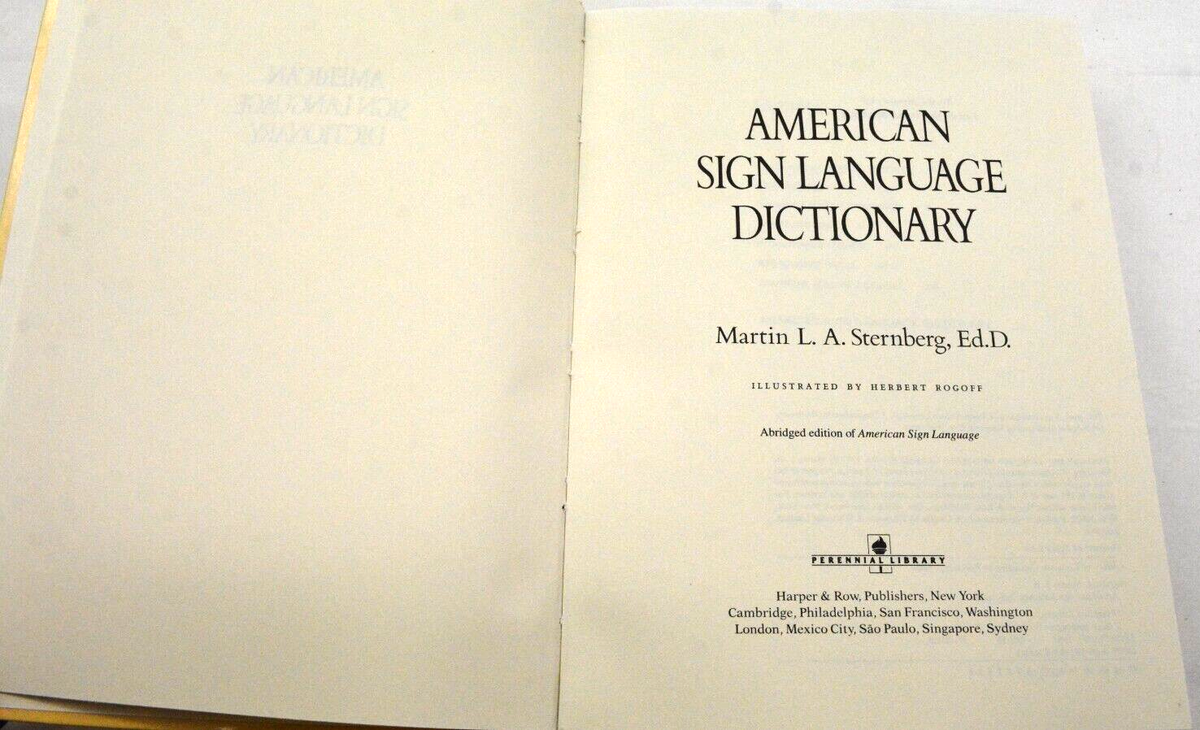 AMERICAN
SIGN LANGUAGE
DICTIONARY
Martin L. A. Sternberg, Ed.D.
ILLUSTRATED BY HERBERT ROGOFF
Abridged edition of American Sign Language
PERENNIAL LIBRARY
Harper & Row, Publishers, New York
Cambridge, Philadelphia, San Francisco, Washington
London, Mexico City, São Paulo, Singapore, Sydney